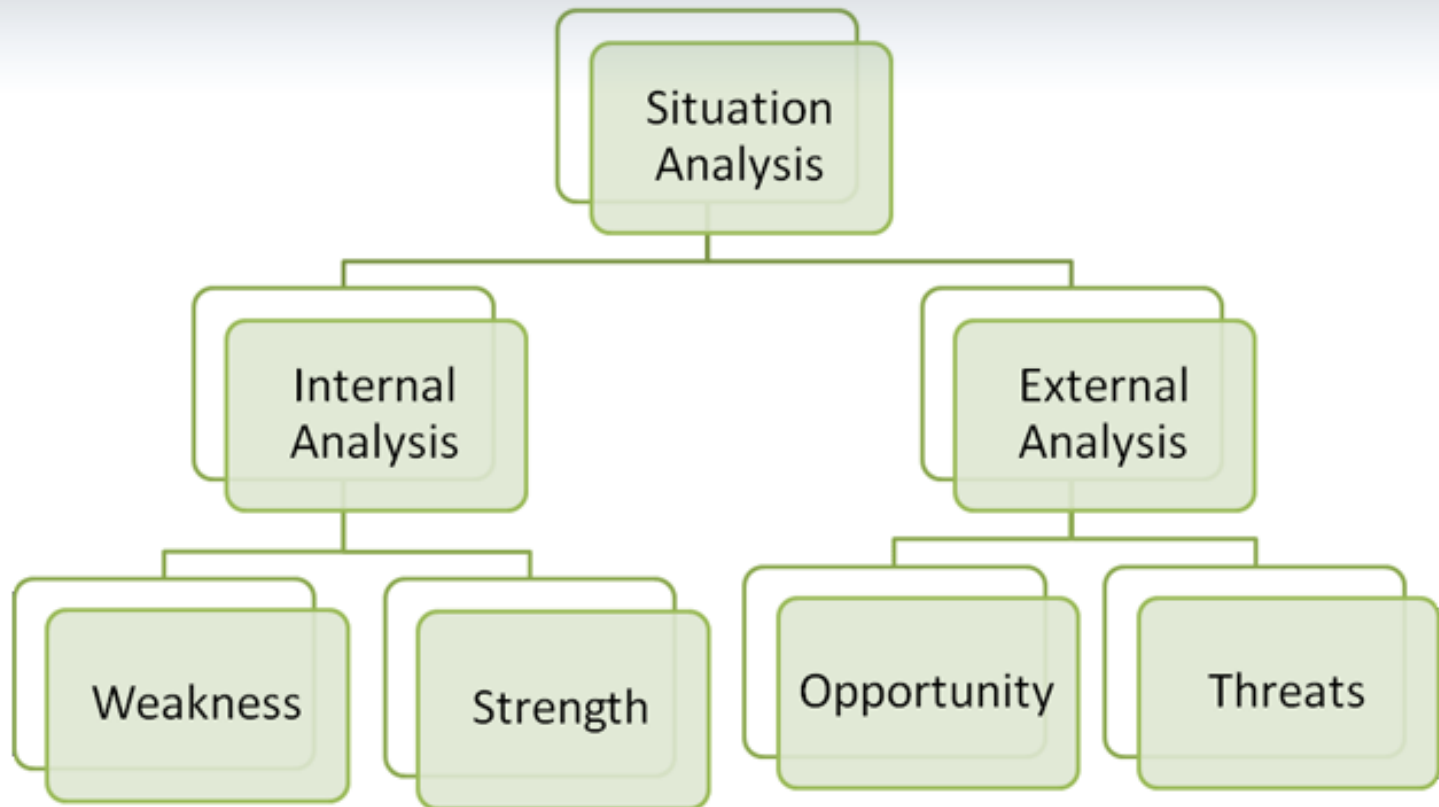 Situation
Analysis
Internal
Analysis
External
Analysis
Weakness
Strength
Opportunity
Threats